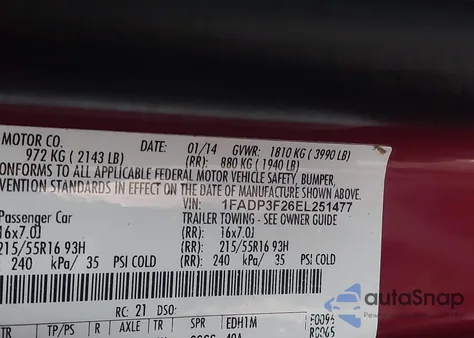 MOTOR CO. DATE: 01/14 GVWR: 1810 KG ( 3990 LB)
972 KG ( 2143 LB) (RR): 880 KG ( 1940 LB)
ONFORMS TO ALL APPLICABLE FEDERAL MOTOR VEHICLE SAFETY, BUMPER,
VENTION STANDARDS IN EFFECT ON THE DATE OF MANUFACTURE SHOWN ABOVE.
VIN: 1FADP3F26EL251477
Passenger Car TRAILER TOWING - SEE OWNER GUIDE
16x7.0J (RR): 16x7.0J
215/55R16 93H (RR): 215/55R16 93H
240 kPa/ 35 PSI COLD (RR): 240 kPa/ 35 PSI COLD
RC: 21 DSO:
TR TP/PS R AXLE TR SPR EDH1M F0096
R0065
autoSnap